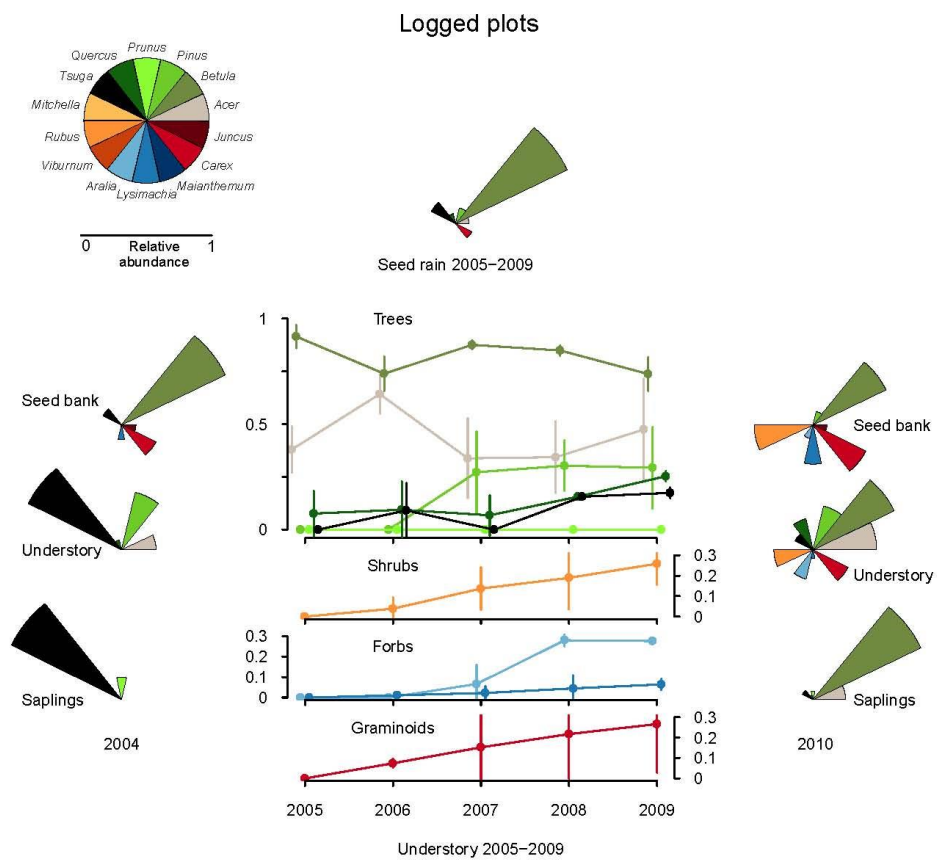 Logged plots
Prunus
Quercus
Pinus
Tsuga
Betula
Mitchella
Acer
Rubus
Juncus
Viburnum
Carex
Aralia
Maianthemum
Lysimachia
0 Relative 1
abundance
Seed rain 2005−2009
1
Trees
Seed bank
0.5
Seed bank
0
Understory
Understory
Shrubs
0.3
0.2
0.1
0
Forbs
0.3
0.2
0.1
0
Saplings
Saplings
Graminoids
0.3
0.2
0.1
0
2004
2010
2005 2006 2007 2008 2009
Understory 2005−2009